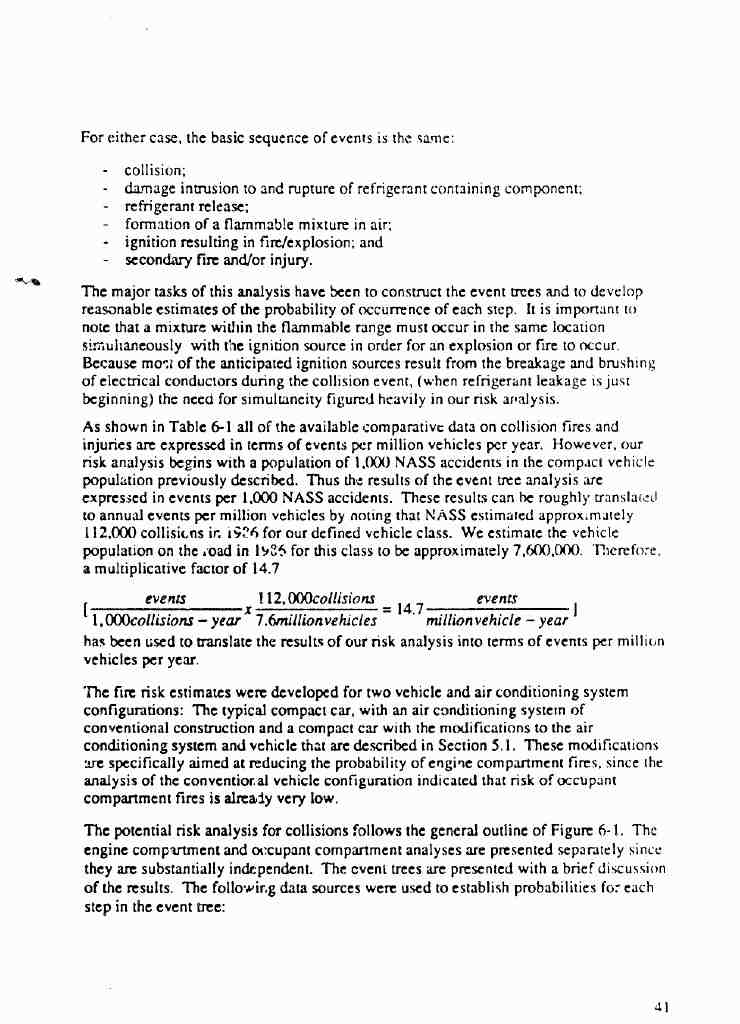 For either case, the basic sequence of events is the same:
- collision;
- damage intrusion to and rupture of refrigerant containing component;
- refrigerant release;
- formation of a flammable mixture in air;
- ignition resulting in fire/explosion; and
- secondary fire and/or injury.
The major tasks of this analysis have been to construct the event trees and to develop
reasonable estimates of the probability of occurrence of each step. It is important to
note that a mixture within the flammable range must occur in the same location
simultaneously with the ignition source in order for an explosion or fire to occur.
Because most of the anticipated ignition sources result from the breakage and brushing
of electrical conductors during the collision event, (when refrigerant leakage is just
beginning) the need for simultaneity figured heavily in our risk analysis.
As shown in Table 6-1 all of the available comparative data on collision fires and
injuries are expressed in terms of events per million vehicles per year. However, our
risk analysis begins with a population of 1,000 NASS accidents in the compact vehicle
population previously described. Thus the results of the event tree analysis are
expressed in events per 1,000 NASS accidents. These results can be roughly translated
to annual events per million vehicles by noting that NASS estimated approximately
112,000 collisions in 1986 for our defined vehicle class. We estimate the vehicle
population on the road in 1986 for this class to be approximately 7,600,000. Therefore,
a multiplicative factor of 14.7
[ events / 1,000collisions – year x 112,000collisions / 7.6millionvehicles = 14.7 events / millionvehicle – year ]
has been used to translate the results of our risk analysis into terms of events per million
vehicles per year.
The fire risk estimates were developed for two vehicle and air conditioning system
configurations: The typical compact car, with an air conditioning system of
conventional construction and a compact car with the modifications to the air
conditioning system and vehicle that are described in Section 5.1. These modifications
are specifically aimed at reducing the probability of engine compartment fires, since the
analysis of the conventional vehicle configuration indicated that risk of occupant
compartment fires is already very low.
The potential risk analysis for collisions follows the general outline of Figure 6-1. The
engine compartment and occupant compartment analyses are presented separately since
they are substantially independent. The event trees are presented with a brief discussion
of the results. The following data sources were used to establish probabilities for each
step in the event tree:
41